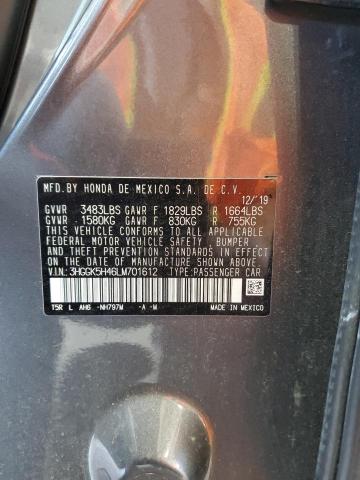 MFD.BY HONDA DE MEXICO S.A. DE C.V.
12/'19
GVWR 3483LBS GAWR F 1829LBS R 1664LBS
GVWR 1580KG GAWR F 830KG R 755KG
THIS VEHICLE CONFORMS TO ALL APPLICABLE
FEDERAL MOTOR VEHICLE SAFETY, BUMPER,
AND THEFT PREVENTION STANDARDS IN EFFECT
ON THE DATE OF MANUFACTURE SHOWN ABOVE.
V.I.N: 3HGGK5H46LM701612 TYPE:PASSENGER CAR
T5R L AH6 -NH797M -A -M MADE IN MEXICO